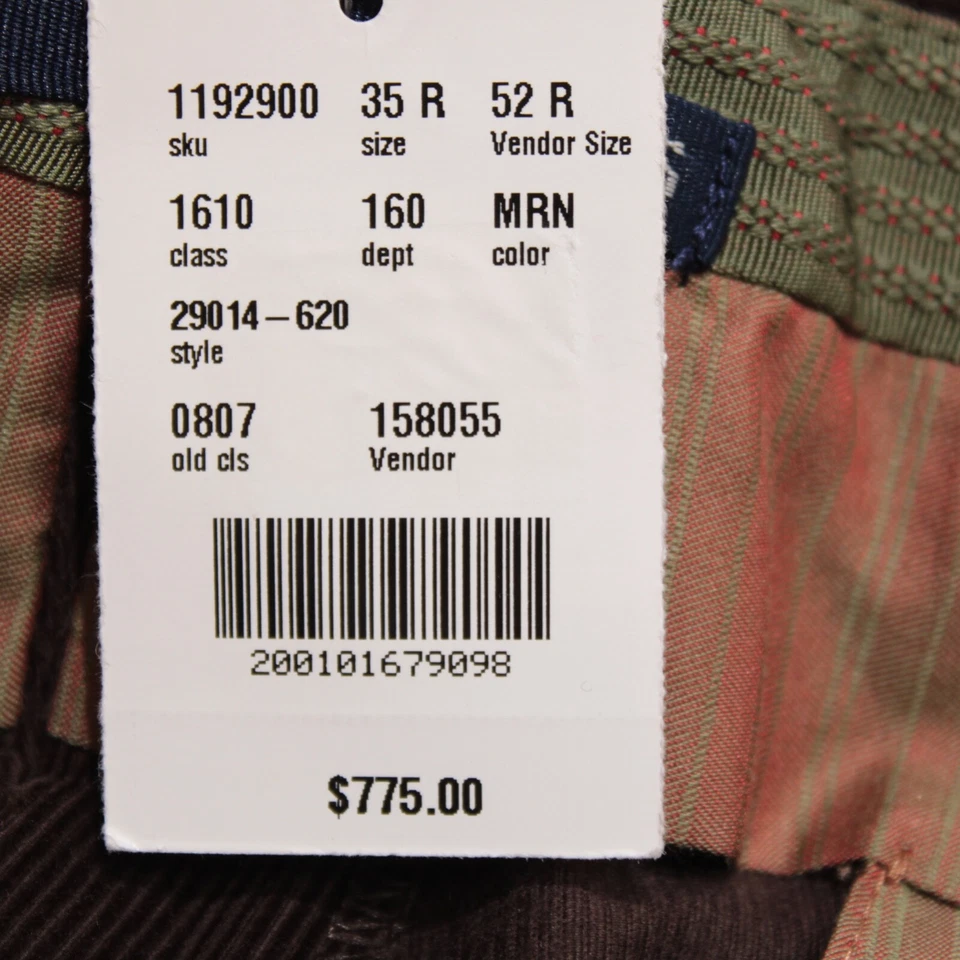 1192900 35 R 52 R
sku size Vendor Size
1610 160 MRN
class dept color
29014-620
style
0807 158055
old cls Vendor
200101679098
$775.00